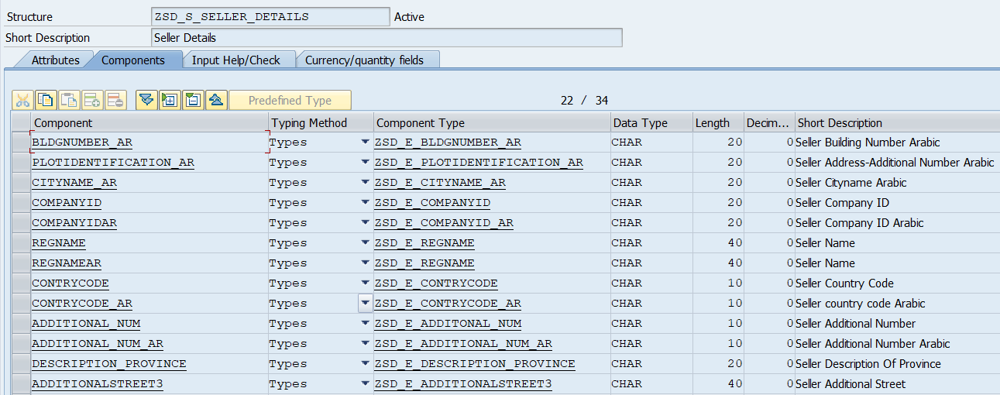 Structure ZSD_S_SELLER_DETAILS Active
Short Description Seller Details
Attributes Components Input Help/Check Currency/quantity fields
Predefined Type 22 / 34
Component Typing Method Component Type Data Type Length Decim... Short Description
BLDGNUMBER_AR Types ZSD_E_BLDGNUMBER_AR CHAR 20 0 Seller Building Number Arabic
PLOTIDENTIFICATION_AR Types ZSD_E_PLOTIDENTIFICATION_AR CHAR 20 0 Seller Address-Additional Number Arabic
CITYNAME_AR Types ZSD_E_CITYNAME_AR CHAR 20 0 Seller Cityname Arabic
COMPANYID Types ZSD_E_COMPANYID CHAR 20 0 Seller Company ID
COMPANYIDAR Types ZSD_E_COMPANYID_AR CHAR 20 0 Seller Company ID Arabic
REGNAME Types ZSD_E_REGNAME CHAR 40 0 Seller Name
REGNAMEAR Types ZSD_E_REGNAME CHAR 40 0 Seller Name
CONTRYCODE Types ZSD_E_CONTRYCODE CHAR 10 0 Seller Country Code
CONTRYCODE_AR Types ZSD_E_CONTRYCODE_AR CHAR 10 0 Seller country code Arabic
ADDITIONAL_NUM Types ZSD_E_ADDITONAL_NUM CHAR 10 0 Seller Additional Number
ADDITIONAL_NUM_AR Types ZSD_E_ADDITIONAL_NUM_AR CHAR 10 0 Seller Additional Number Arabic
DESCRIPTION_PROVINCE Types ZSD_E_DESCRIPTION_PROVINCE CHAR 20 0 Seller Description Of Province
ADDITIONALSTREET3 Types ZSD_E_ADDITIONALSTREET3 CHAR 40 0 Seller Additional Street